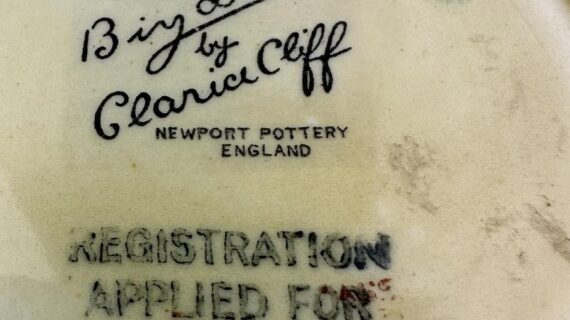 by
Clarice Cliff
NEWPORT POTTERY
ENGLAND
REGISTRATION
APPLIED FOR